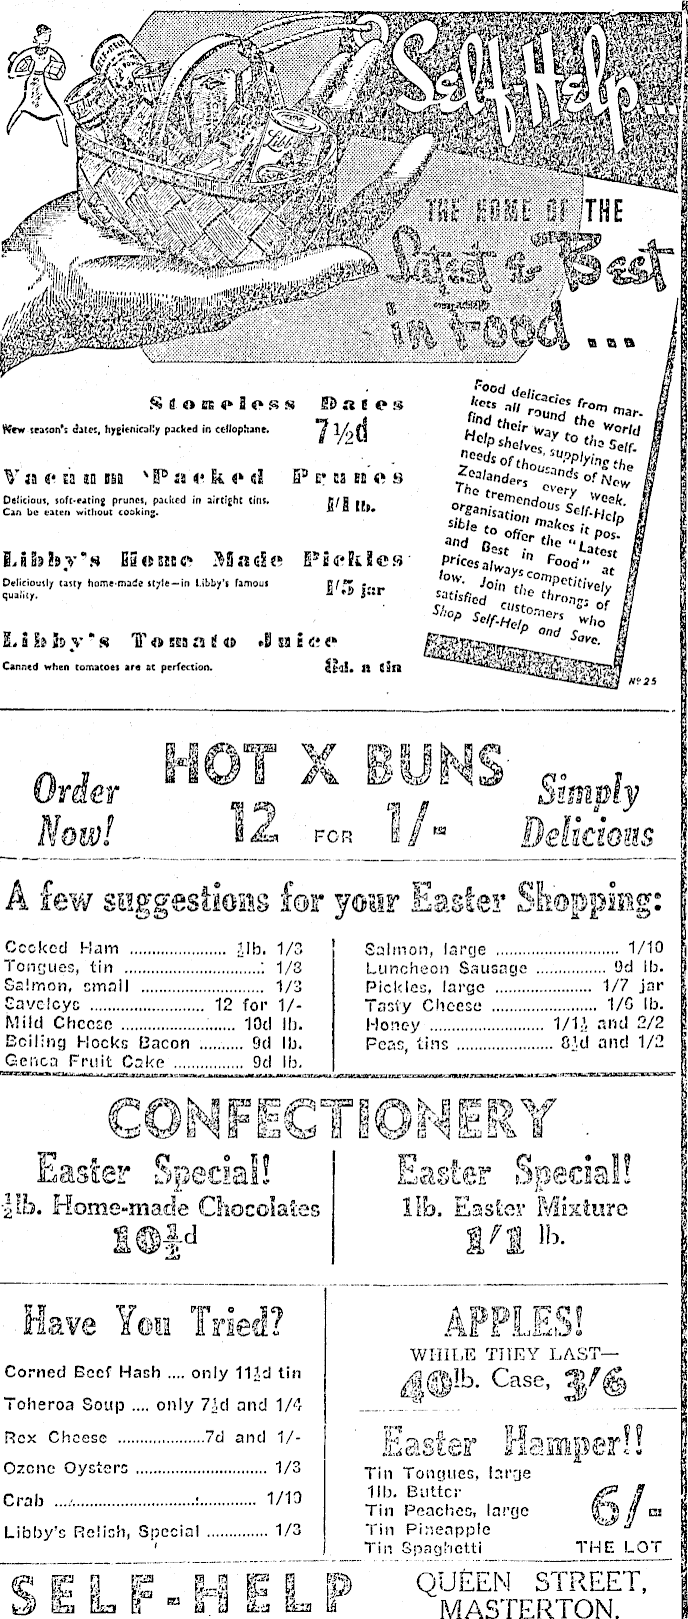 Self-Help...
THE HOME OF THE
Latest & Best
in Food ...
Libby's
Stoneless Dates
New season's dates, hygienically packed in cellophane.
7½d
Vacuum Packed Prunes
Delicious, soft-eating prunes, packed in airtight tins.
Can be eaten without cooking.
1/1 lb.
Libby's Home Made Pickles
Deliciously tasty home-made style—in Libby's famous
quality.
1/5 jar
Libby's Tomato Juice
Canned when tomatoes are at perfection.
8d. a tin
Food delicacies from mar-
kets all round the world
find their way to the Self-
Help shelves, supplying the
needs of thousands of New
Zealanders every week.
The tremendous Self-Help
organisation makes it pos-
sible to offer the "Latest
and Best in Food" at
prices always competitively
low. Join the throngs of
satisfied customers who
Shop Self-Help and Save.
Nº 25
Order
Now!
HOT X BUNS
12 FOR 1/-
Simply
Delicious
A few suggestions for your Easter Shopping:
Cooked Ham .................... ½lb. 1/3
Tongues, tin ......................... 1/8
Salmon, small ........................ 1/3
Saveloys ........................ 12 for 1/-
Mild Cheese ........................ 10d lb.
Boiling Hocks Bacon .......... 9d lb.
Genoa Fruit Cake ............... 9d lb.
Salmon, large ........................... 1/10
Luncheon Sausage ............... 9d lb.
Pickles, large ..................... 1/7 jar
Tasty Cheese ....................... 1/6 lb.
Honey ........................ 1/1½ and 2/2
Peas, tins ..................... 8½d and 1/2
CONFECTIONERY
Easter Special!
½lb. Home-made Chocolates
10½d
Easter Special!
1lb. Easter Mixture
1/1 lb.
Have You Tried?
Corned Beef Hash .... only 11½d tin
Toheroa Soup .... only 7½d and 1/4
Rex Cheese ...................7d and 1/-
Ozone Oysters ............................ 1/3
Crab ........................................... 1/10
Libby's Relish, Special ............. 1/3
APPLES!
WHILE THEY LAST—
40lb. Case, 3/6
Easter Hamper!!
Tin Tongues, large
1lb. Butter
Tin Peaches, large
Tin Pineapple
Tin Spaghetti
6/-
THE LOT
SELF-HELP
QUEEN STREET,
MASTERTON.